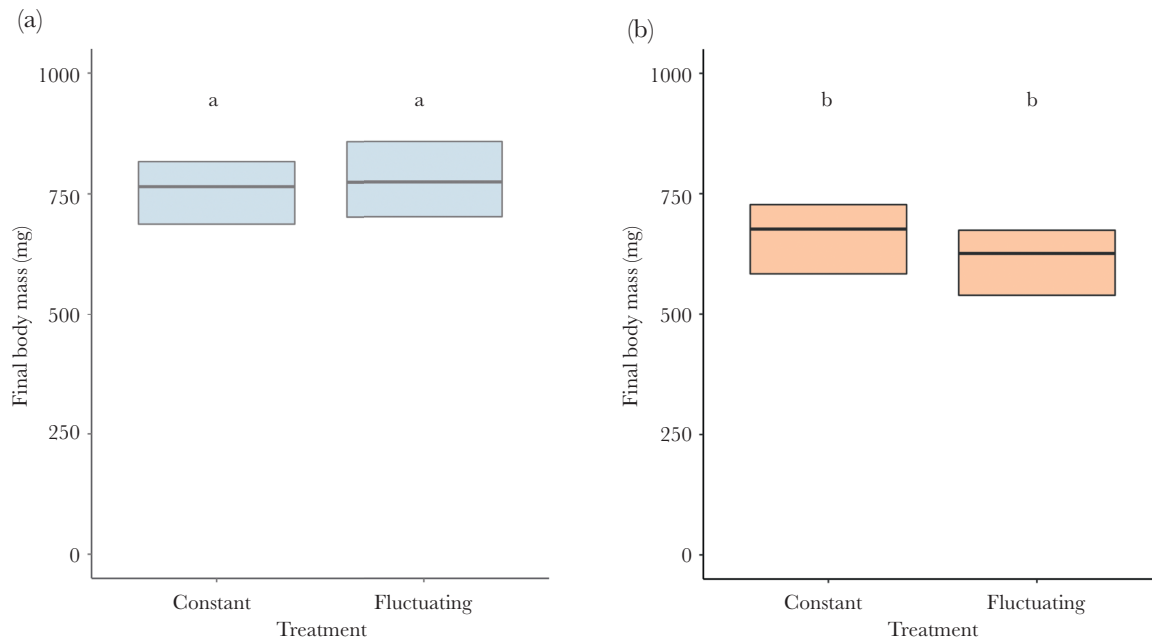 (a)
1000
750
500
250
0
Final body mass (mg)
a a
Constant Fluctuating
Treatment
(b)
1000
750
500
250
0
Final body mass (mg)
b b
Constant Fluctuating
Treatment